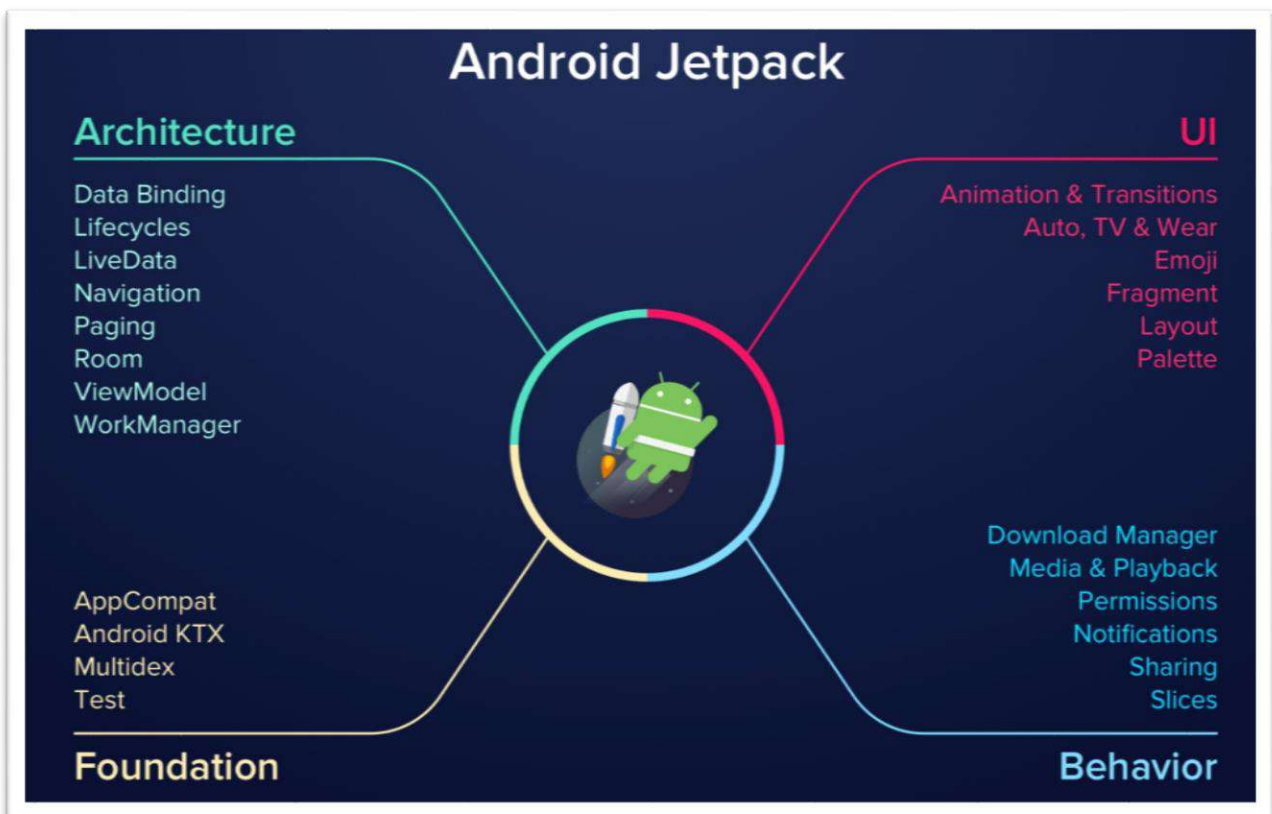 Android Jetpack
Architecture
Data Binding
Lifecycles
LiveData
Navigation
Paging
Room
ViewModel
WorkManager
UI
Animation & Transitions
Auto, TV & Wear
Emoji
Fragment
Layout
Palette
AppCompat
Android KTX
Multidex
Test
Foundation
Download Manager
Media & Playback
Permissions
Notifications
Sharing
Slices
Behavior